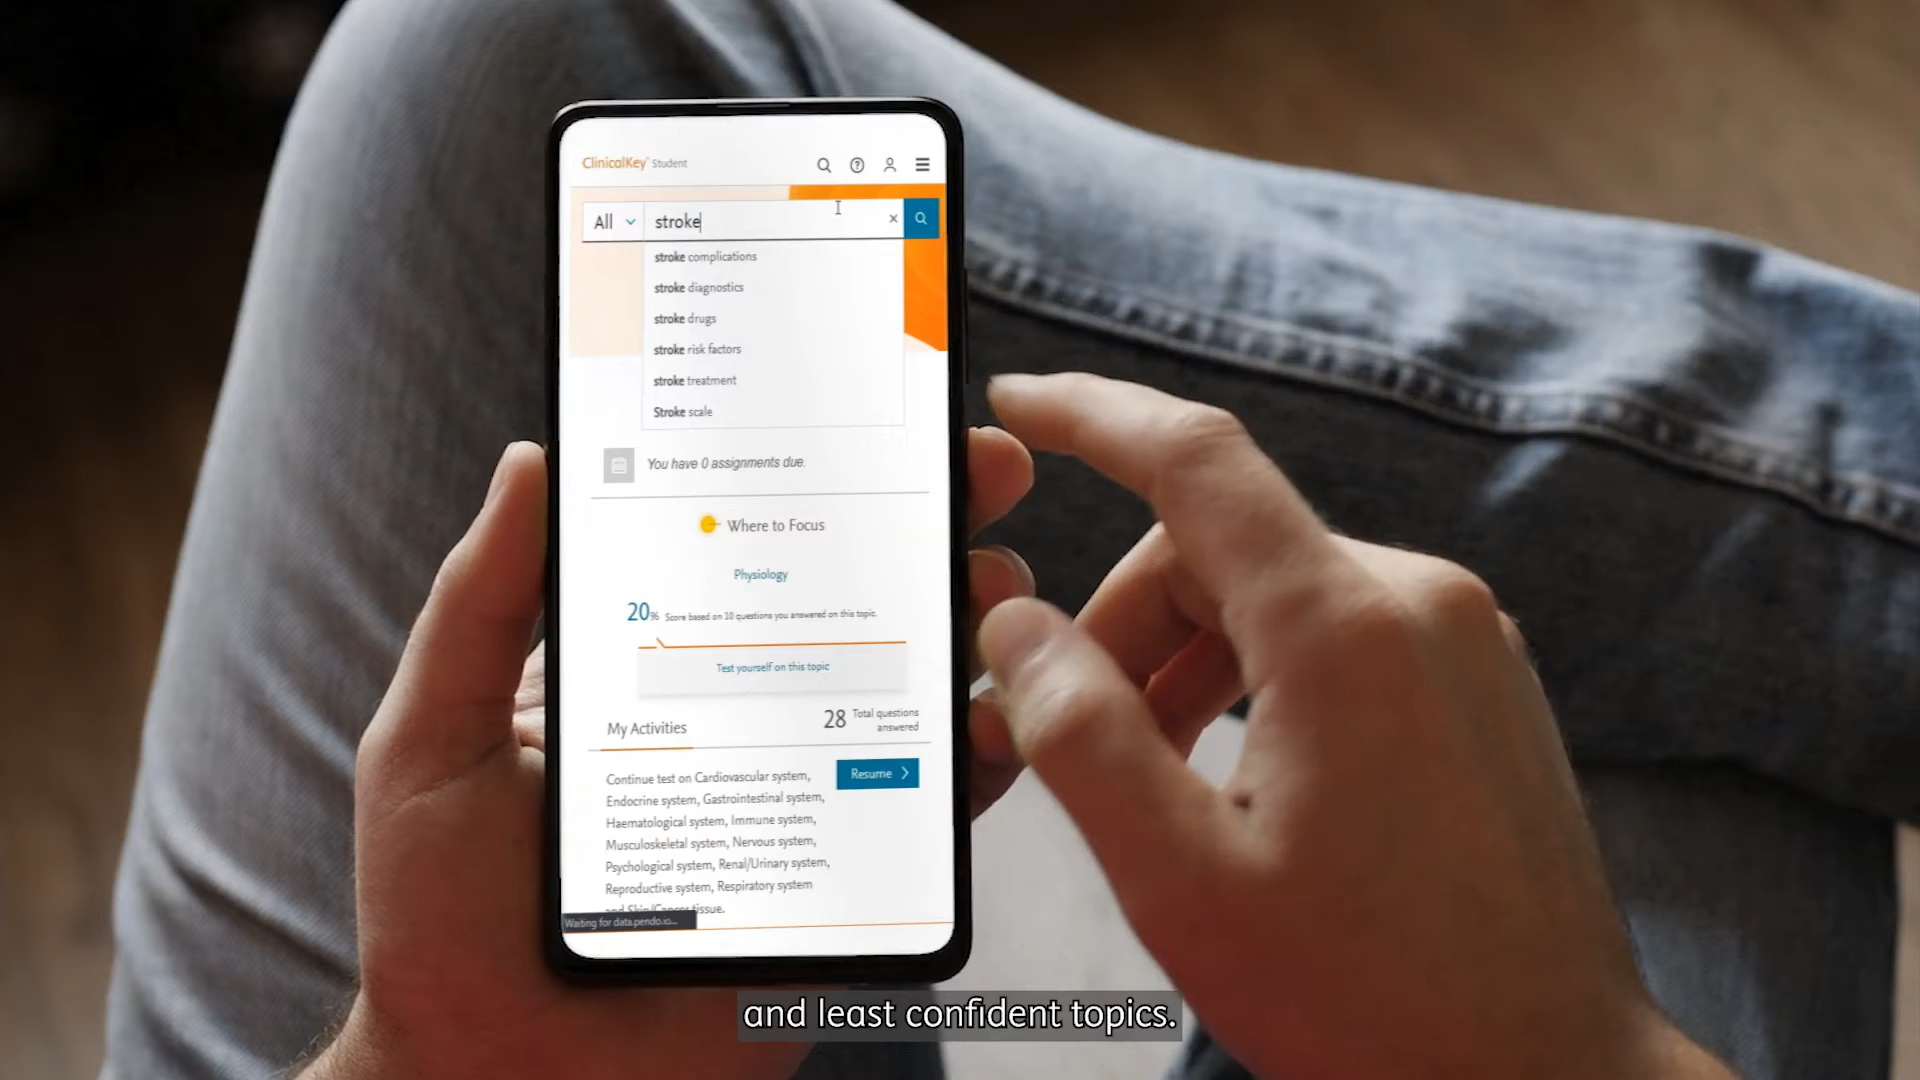 ClinicalKey® Student
All stroke
stroke complications
stroke diagnostics
stroke drugs
stroke risk factors
stroke treatment
Stroke scale
You have 0 assignments due.
Where to Focus
Physiology
20% Score based on 10 questions you answered on this topic.
Test yourself on this topic
My Activities
28 Total questions
answered
Continue test on Cardiovascular system,
Endocrine system, Gastrointestinal system,
Haematological system, Immune system,
Musculoskeletal system, Nervous system,
Psychological system, Renal/Urinary system,
Reproductive system, Respiratory system
and Skin/Cancer tissue.
Resume
Waiting for data.pendo.io...
and least confident topics.